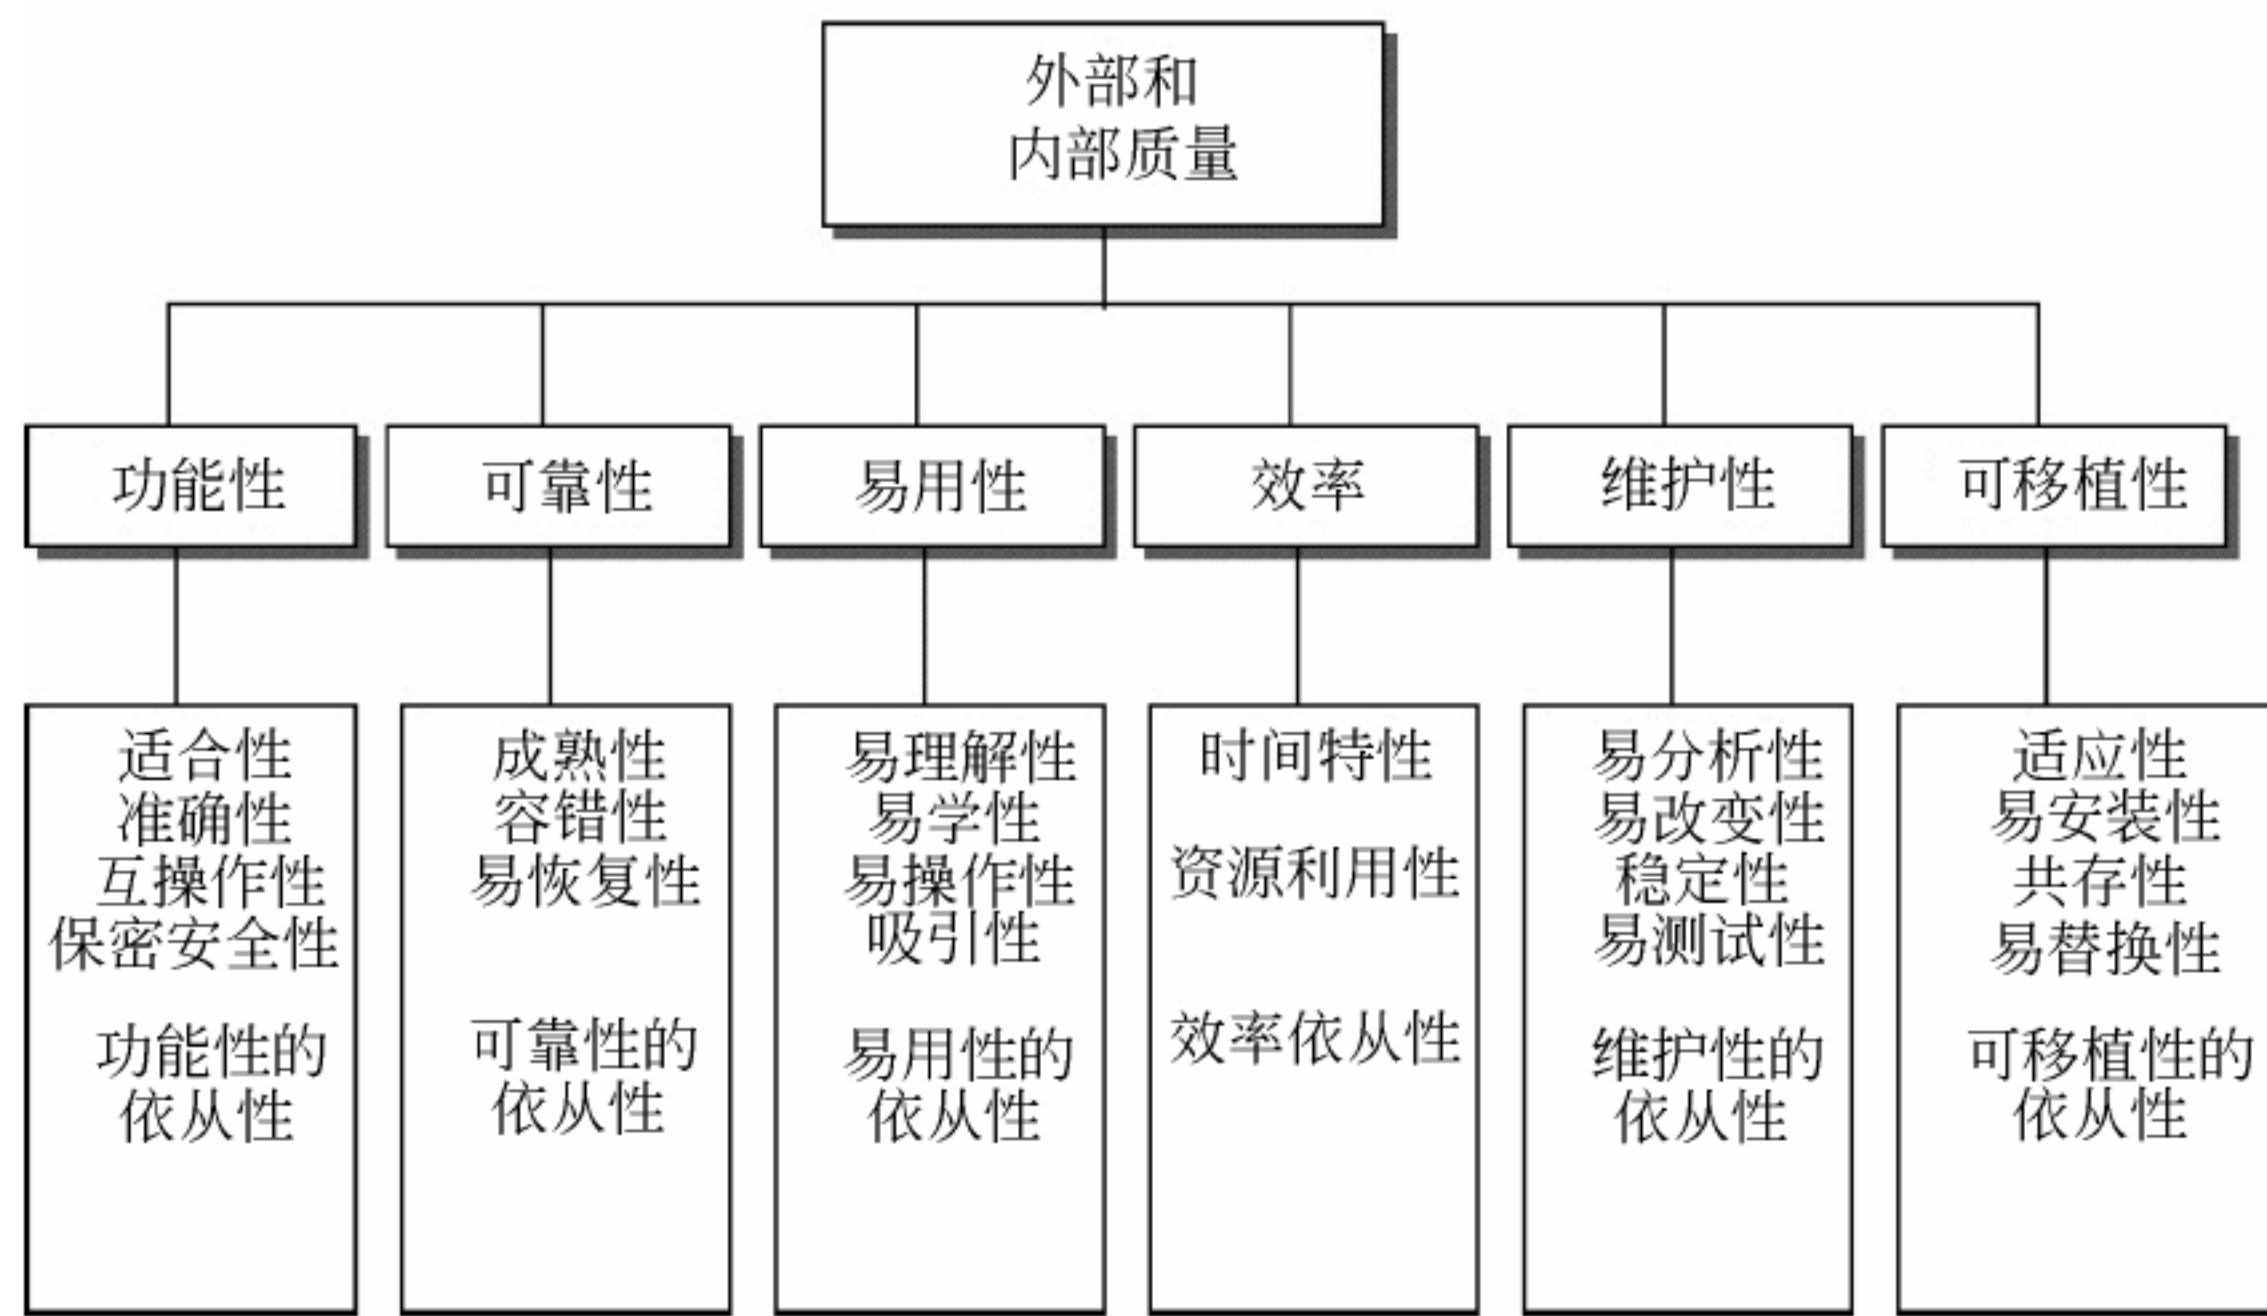 外部和
内部质量
功能性
可靠性
易用性
效率
维护性
可移植性
适合性
准确性
互操作性
保密安全性
功能性的
依从性
成熟性
容错性
易恢复性
可靠性的
依从性
易理解性
易学性
易操作性
吸引性
易用性的
依从性
时间特性
资源利用性
效率依从性
易分析性
易改变性
稳定性
易测试性
维护性的
依从性
适应性
易安装性
共存性
易替换性
可移植性的
依从性